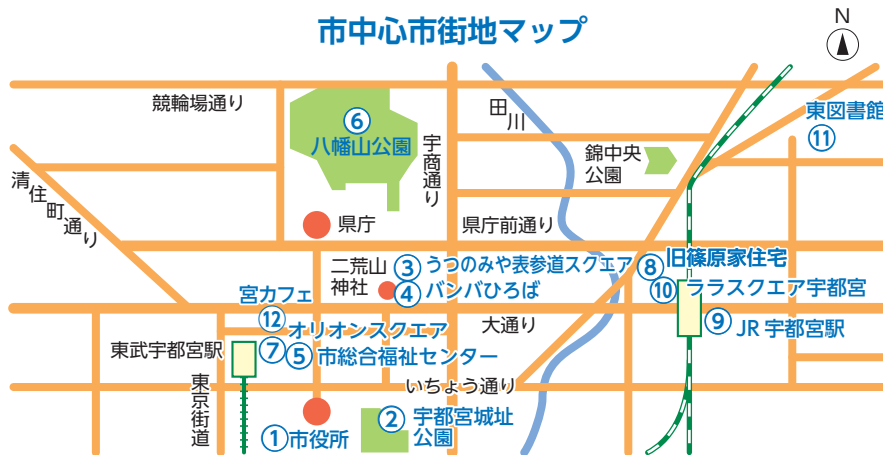 市中心市街地マップ
N
競輪場通り
田川
東図書館
⑪
⑥
八幡山公園
宇商通り
錦中央
公園
清住町通り
県庁
県庁前通り
二荒山
神社
③うつのみや表参道スクエア
④バンバひろば
⑧旧篠原家住宅
⑩ララスクエア宇都宮
宮カフェ
⑫
オリオンスクエア
大通り
⑨JR 宇都宮駅
東武宇都宮駅
⑦
⑤市総合福祉センター
東京街道
いちょう通り
①市役所
②宇都宮城址
公園